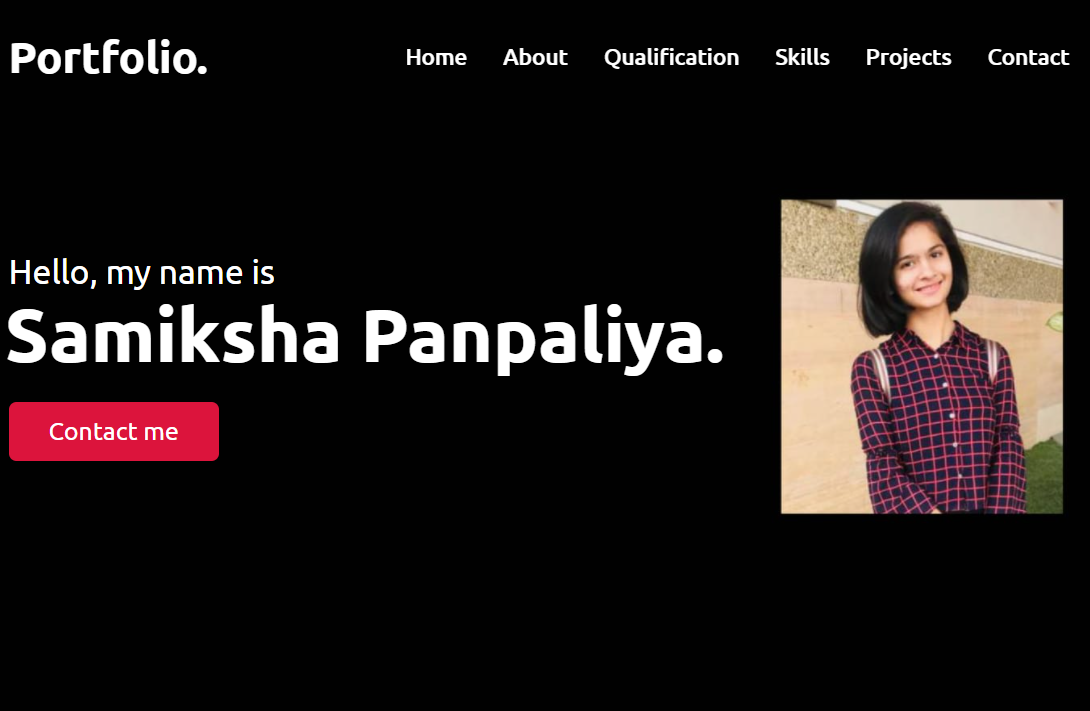 Portfolio.
Home About Qualification Skills Projects Contact
Hello, my name is
Samiksha Panpaliya.
Contact me